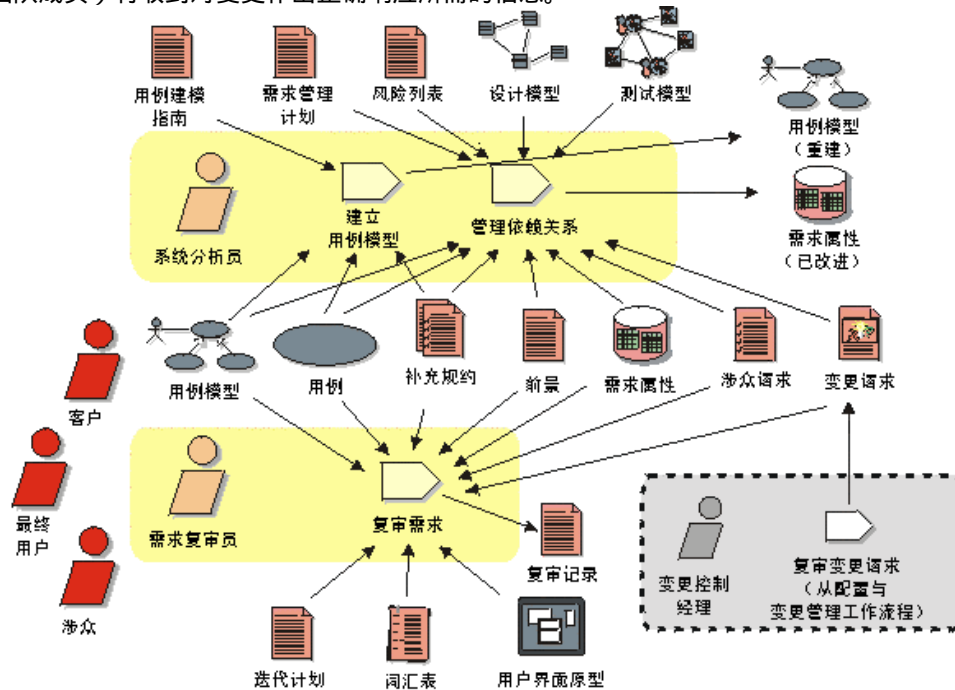 用例建模
指南
需求管理
计划
风险列表
设计模型
测试模型
用例模型
（重建）
系统分析员
建立
用例模型
管理依赖关系
需求属性
（已改进）
客户
用例模型
用例
补充规约
前景
需求属性
涉众请求
变更请求
最终
用户
需求复审员
复审需求
复审记录
变更控制
经理
复审变更请求
（从配置与
变更管理工作流程）
涉众
迭代计划
词汇表
用户界面原型